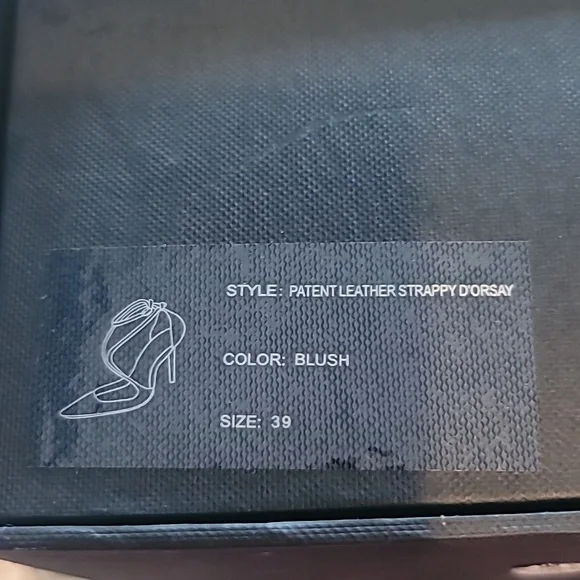 STYLE: PATENT LEATHER STRAPPY D'ORSAY
COLOR: BLUSH
SIZE: 39